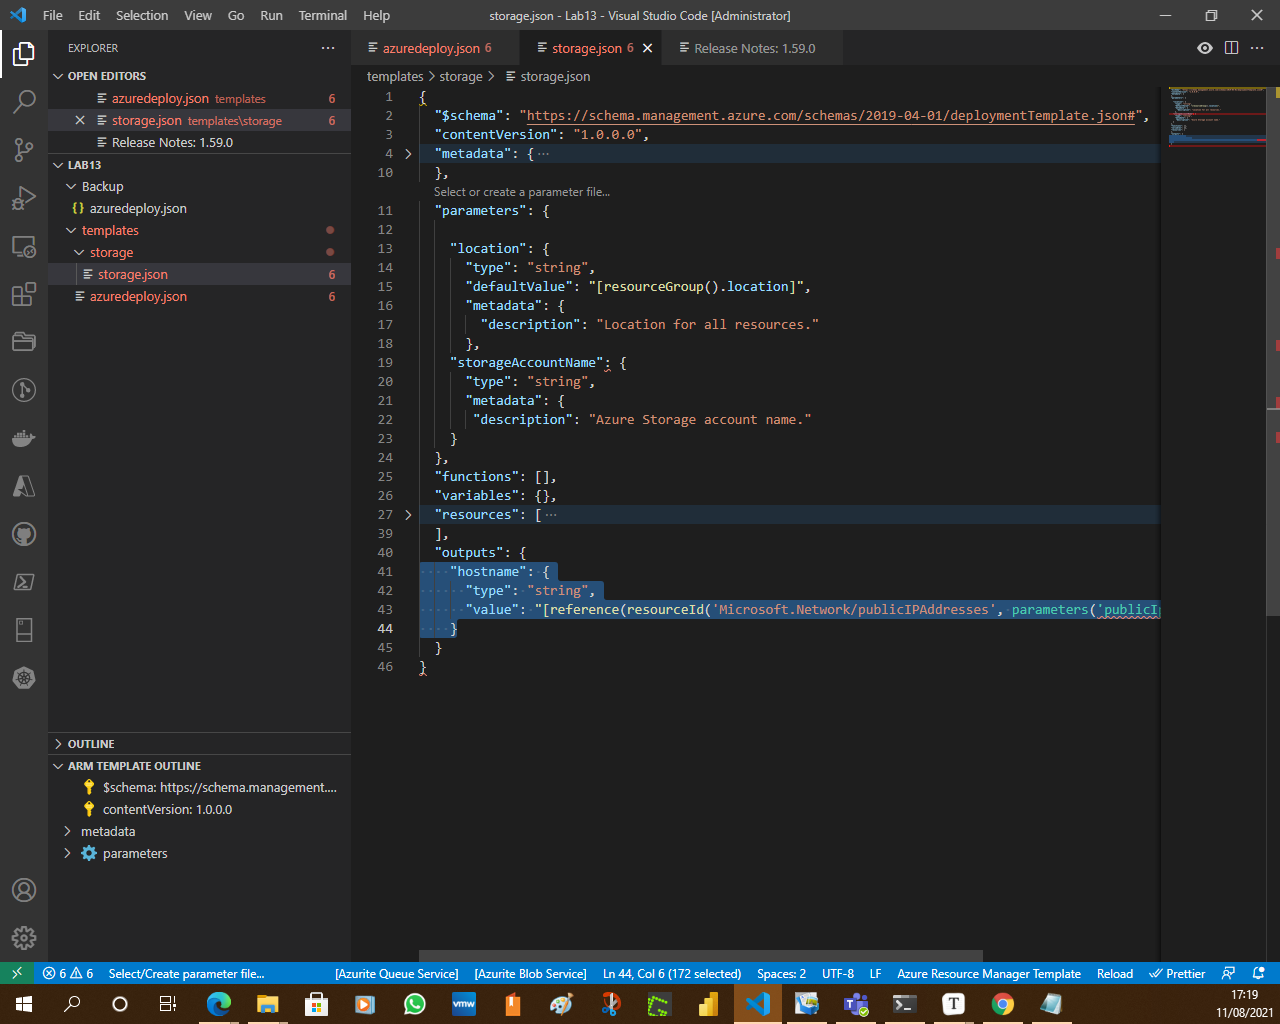 File Edit Selection View Go Run Terminal Help storage.json - Lab13 - Visual Studio Code [Administrator]
EXPLORER
OPEN EDITORS
azuredeploy.json templates 6
storage.json templates\storage 6
Release Notes: 1.59.0
LAB13
Backup
azuredeploy.json
templates
storage
storage.json 6
azuredeploy.json 6
OUTLINE
ARM TEMPLATE OUTLINE
$schema: https://schema.management....
contentVersion: 1.0.0.0
metadata
parameters
azuredeploy.json 6 storage.json 6 Release Notes: 1.59.0
templates > storage > storage.json
1 {
2 "$schema": "https://schema.management.azure.com/schemas/2019-04-01/deploymentTemplate.json#",
3 "contentVersion": "1.0.0.0",
4 "metadata": { ...
10 },
Select or create a parameter file...
11 "parameters": {
12
13 "location": {
14 "type": "string",
15 "defaultValue": "[resourceGroup().location]",
16 "metadata": {
17 "description": "Location for all resources."
18 },
19 "storageAccountName": {
20 "type": "string",
21 "metadata": {
22 "description": "Azure Storage account name."
23 }
24 },
25 "functions": [],
26 "variables": {},
27 "resources": [ ...
39 ],
40 "outputs": {
41 "hostname": {
42 "type": "string",
43 "value": "[reference(resourceId('Microsoft.Network/publicIPAddresses', parameters('publicI
44 }
45 }
46 }
6 6 Select/Create parameter file... [Azurite Queue Service] [Azurite Blob Service] Ln 44, Col 6 (172 selected) Spaces: 2 UTF-8 LF Azure Resource Manager Template Reload Prettier
vmw T
17:19
11/08/2021